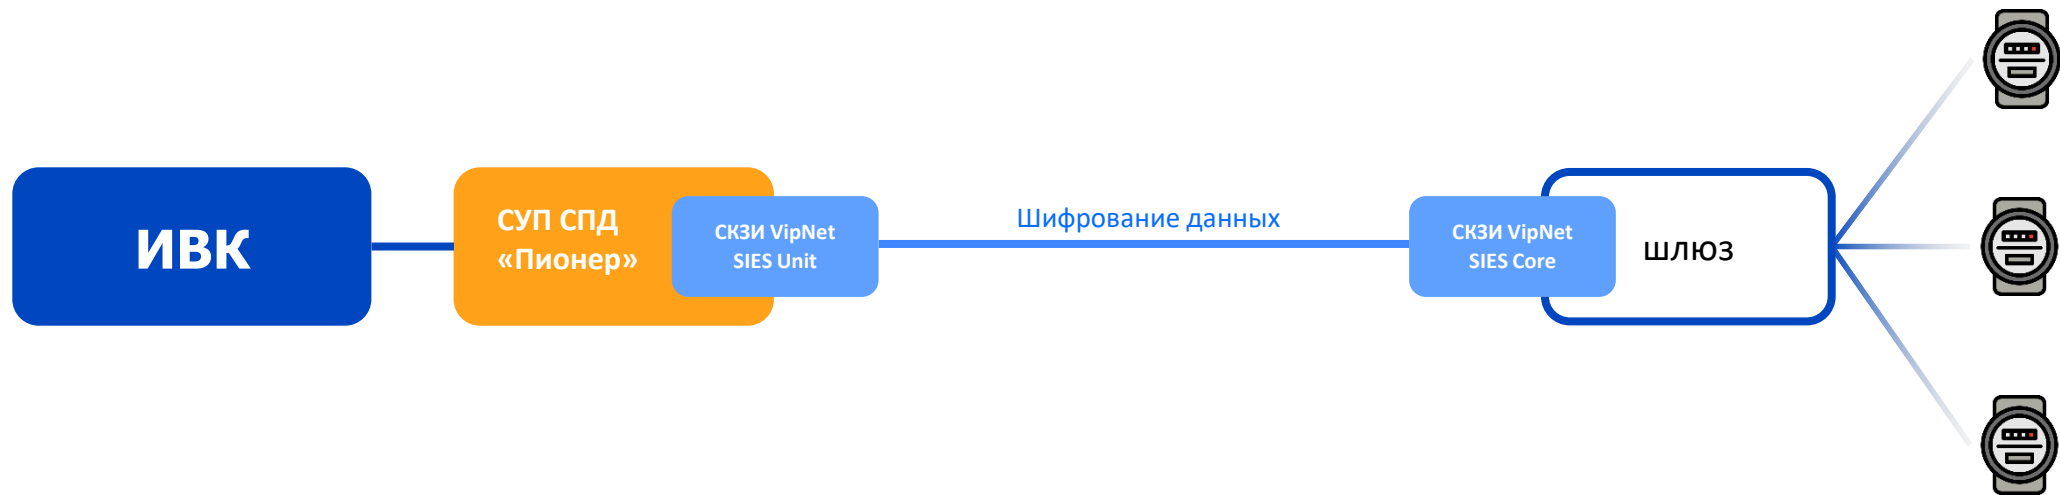 ИВК
СУП СПД
«Пионер»
СКЗИ VipNet
SIES Unit
Шифрование данных
СКЗИ VipNet
SIES Core
шлюз